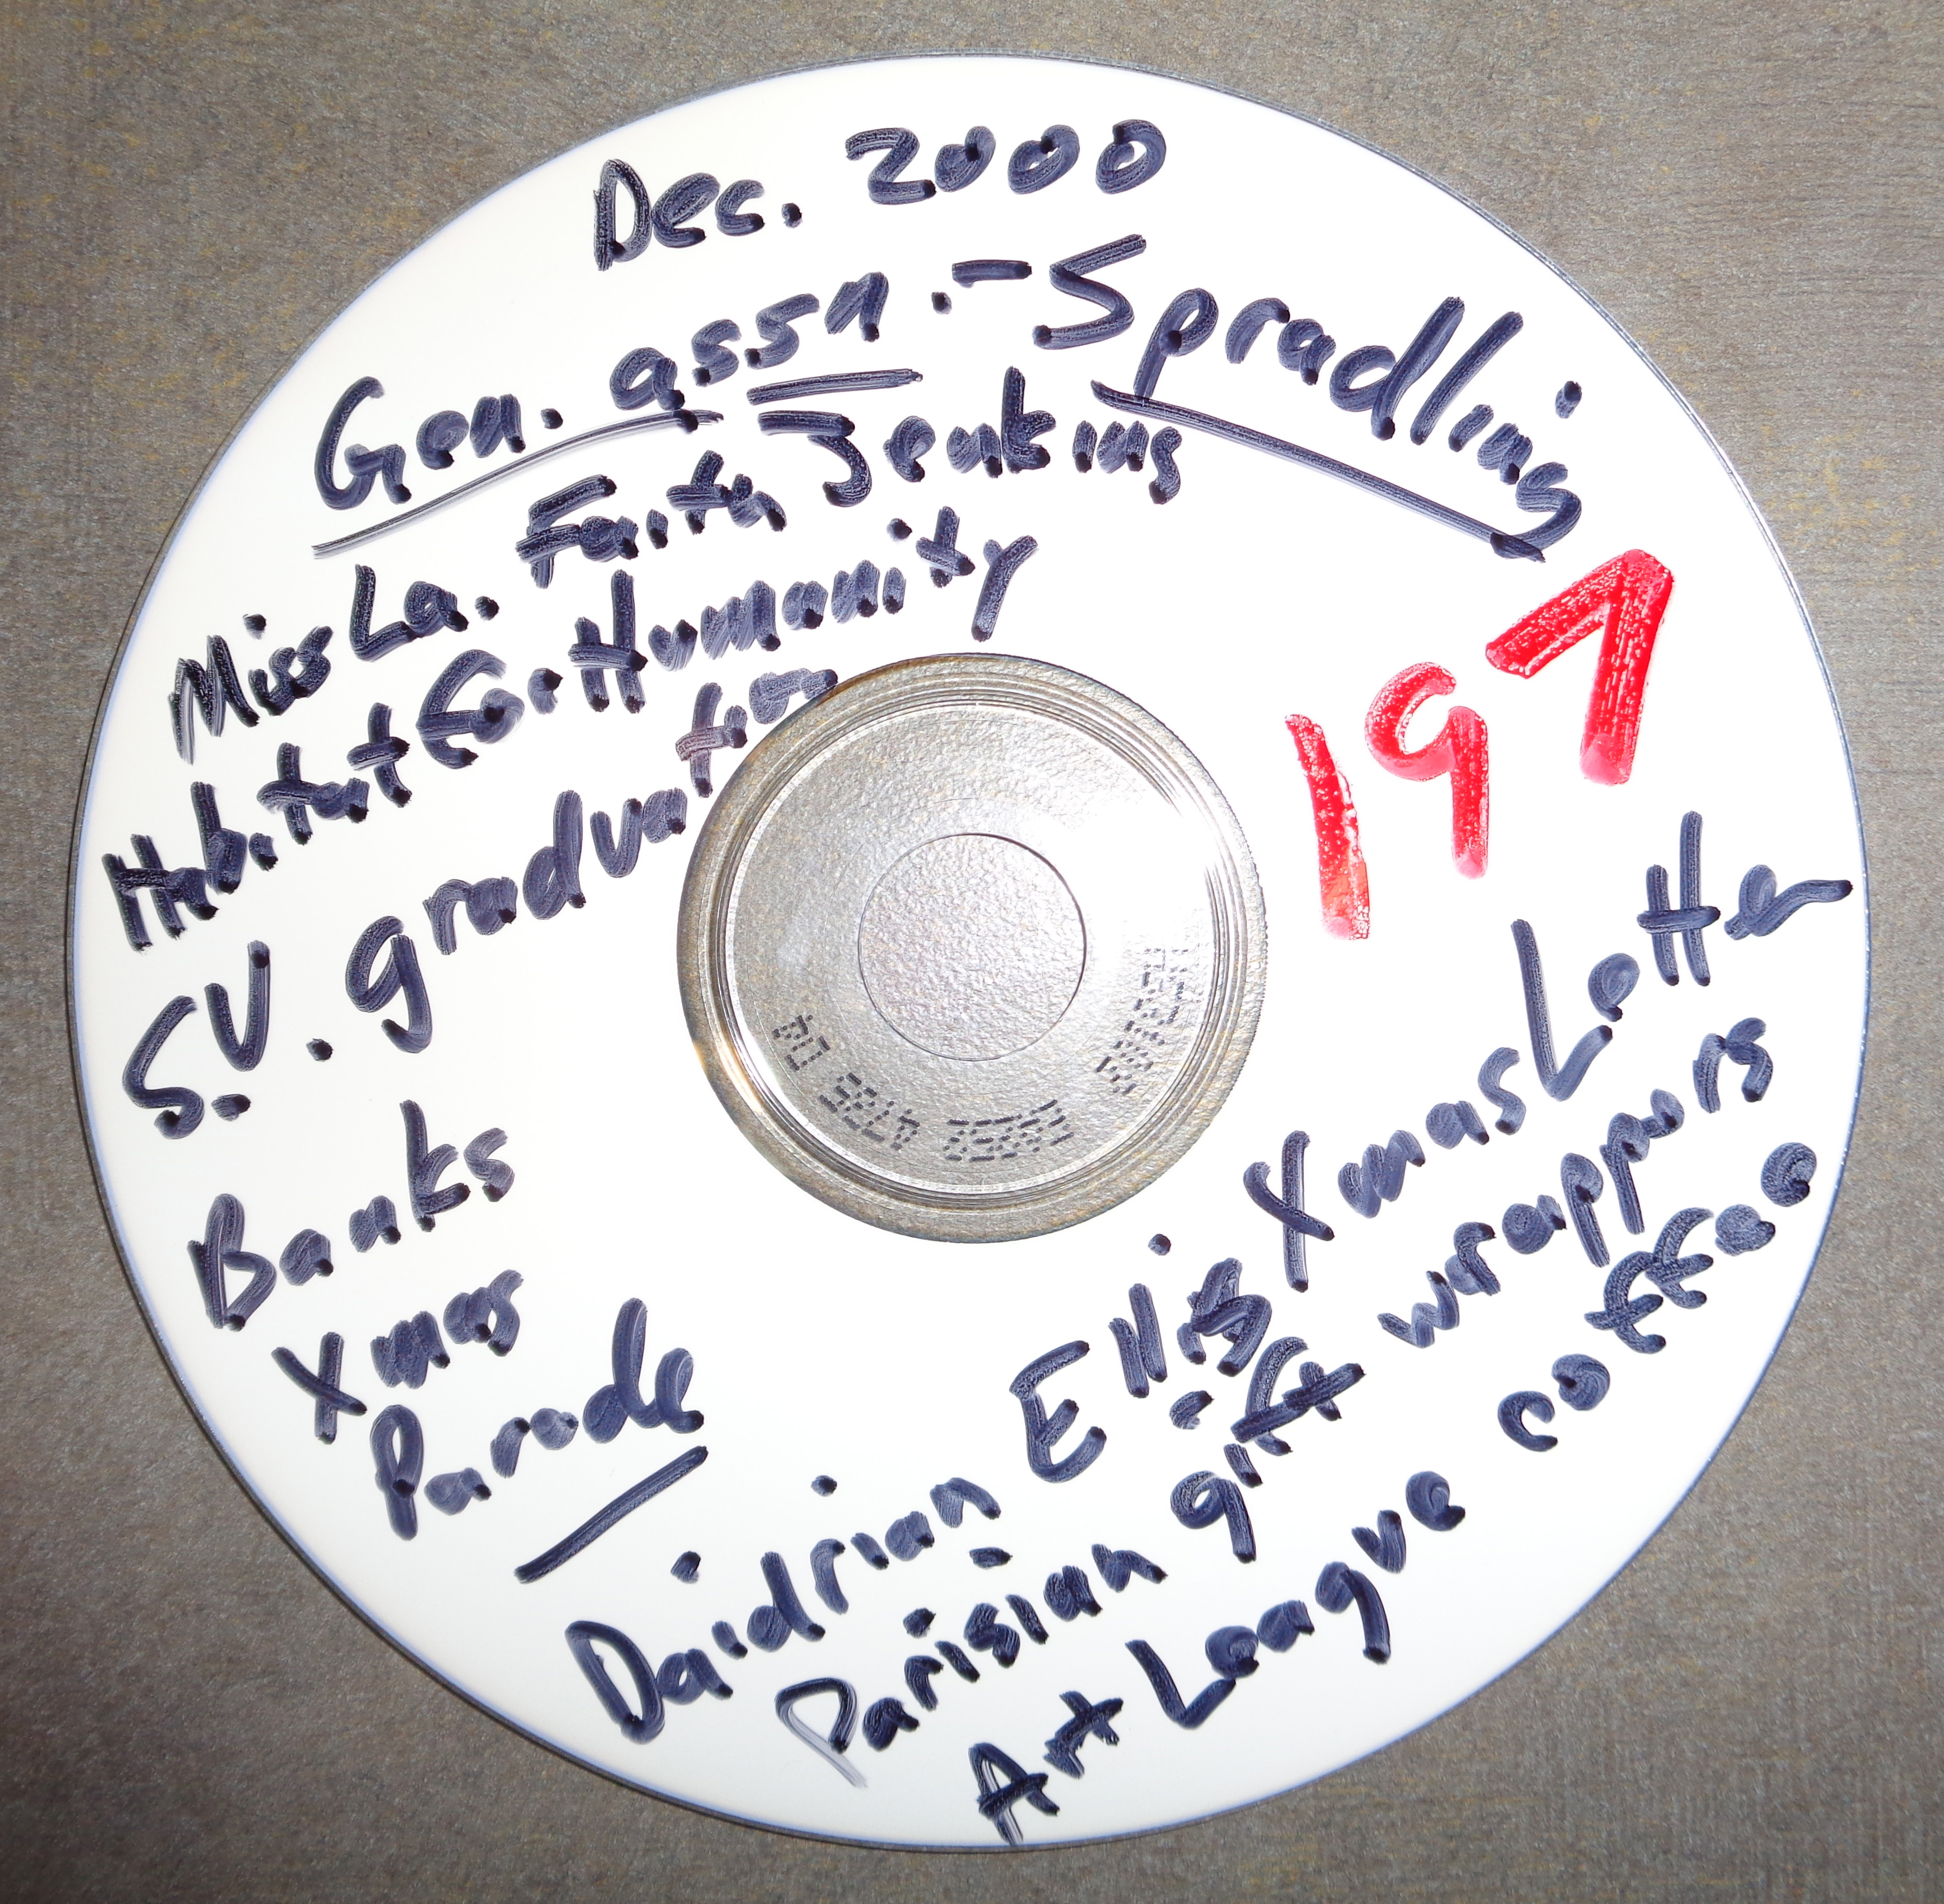 Dec. 2000
Gen. assn. - Spradling
Miss La. Faith Jenkins
Habitat for Humanity
S.U. graduation
197
Banks
Xmas
Parade
Daidrian Ellis Xmas Letter
Parisian gift wrappers
Art League coffee